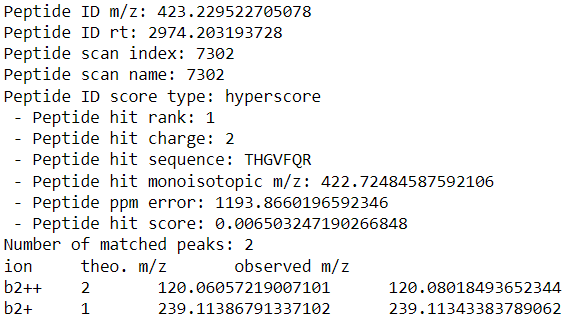 Peptide ID m/z: 423.229522705078
Peptide ID rt: 2974.203193728
Peptide scan index: 7302
Peptide scan name: 7302
Peptide ID score type: hyperscore
 - Peptide hit rank: 1
 - Peptide hit charge: 2
 - Peptide hit sequence: THGVFQR
 - Peptide hit monoisotopic m/z: 422.72484587592106
 - Peptide ppm error: 1193.8660196592346
 - Peptide hit score: 0.006503247190266848
Number of matched peaks: 2
ion     theo. m/z       observed m/z
b2++    2       120.06057219007101      120.08018493652344
b2+     1       239.11386791337102      239.11343383789062